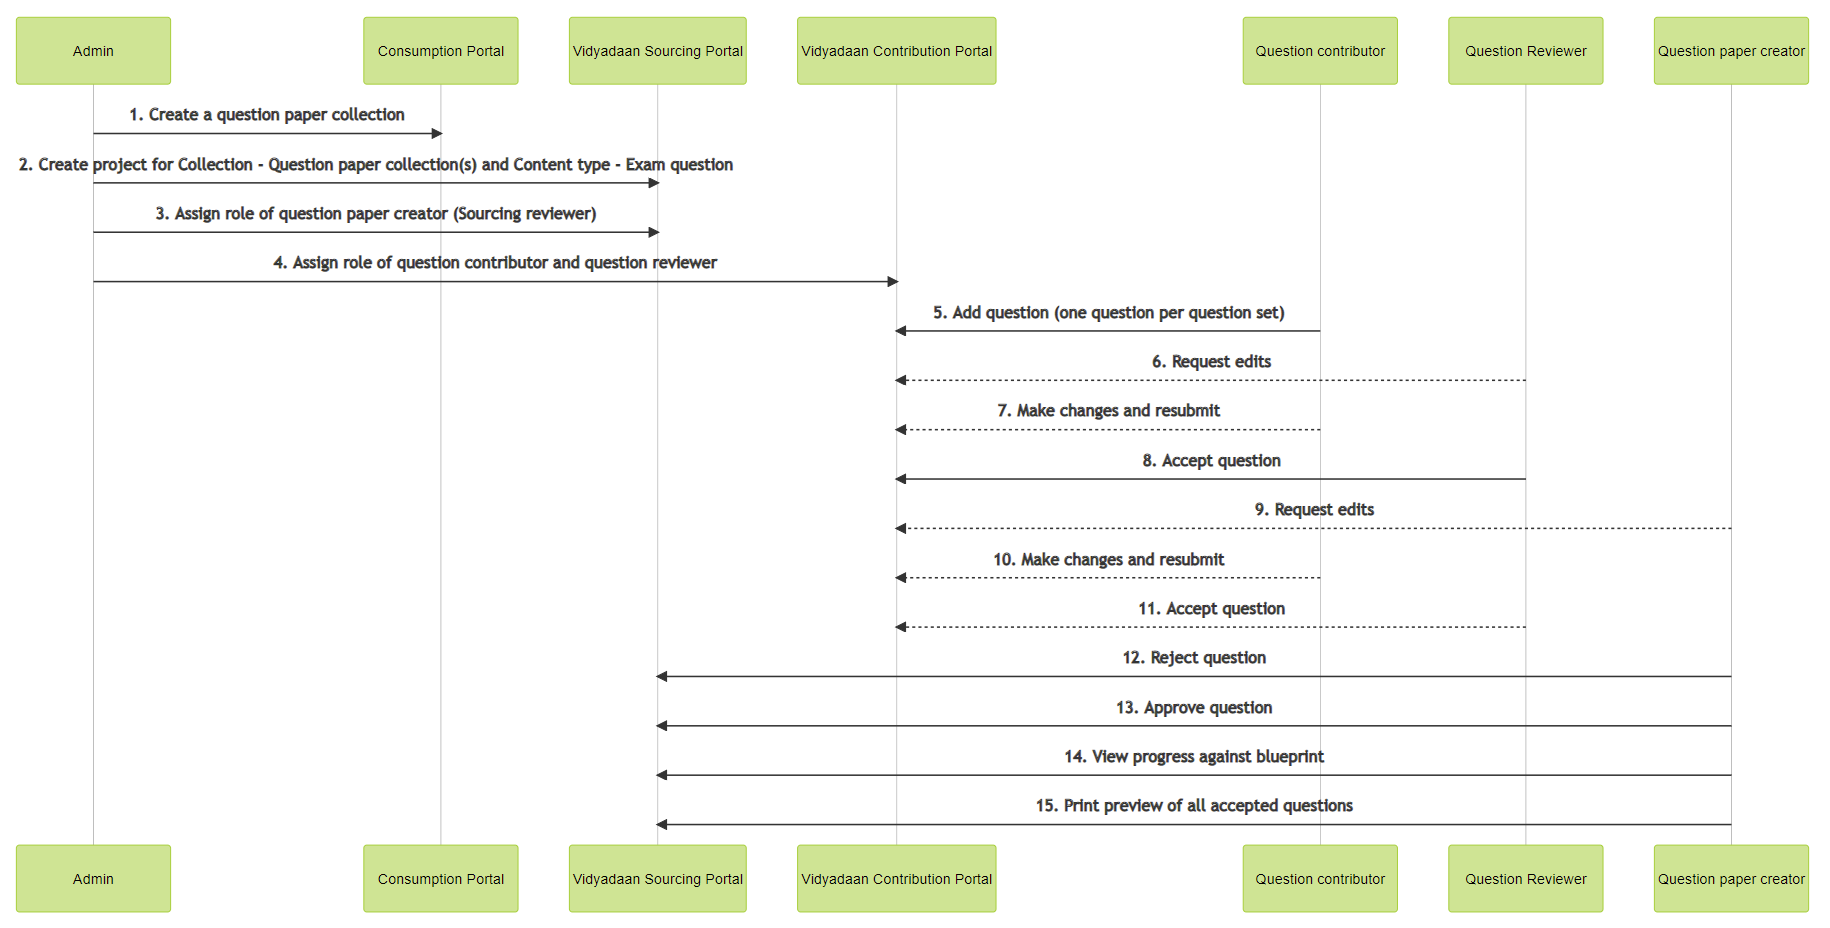 Admin
Consumption Portal
Vidyadaan Sourcing Portal
Vidyadaan Contribution Portal
Question contributor
Question Reviewer
Question paper creator
1. Create a question paper collection
2. Create project for Collection - Question paper collection(s) and Content type - Exam question
3. Assign role of question paper creator (Sourcing reviewer)
4. Assign role of question contributor and question reviewer
5. Add question (one question per question set)
6. Request edits
7. Make changes and resubmit
8. Accept question
9. Request edits
10. Make changes and resubmit
11. Accept question
12. Reject question
13. Approve question
14. View progress against blueprint
15. Print preview of all accepted questions
Admin
Consumption Portal
Vidyadaan Sourcing Portal
Vidyadaan Contribution Portal
Question contributor
Question Reviewer
Question paper creator